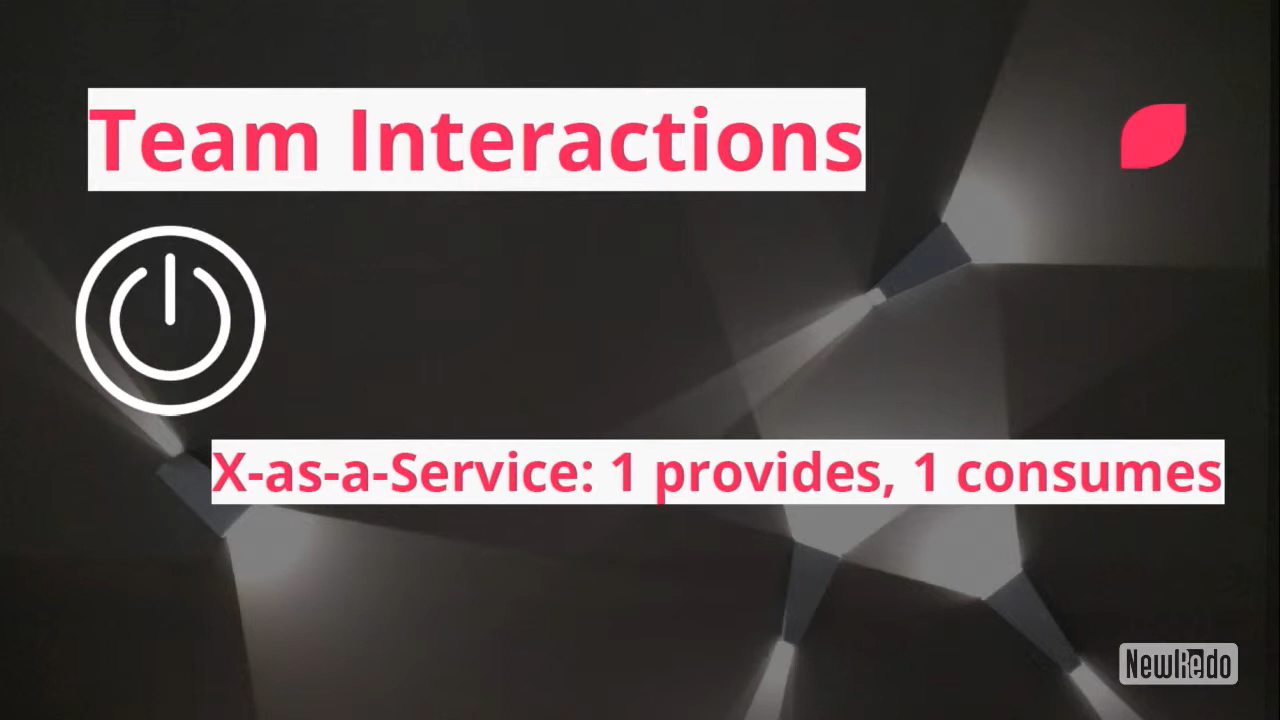 Team Interactions
X-as-a-Service: 1 provides, 1 consumes
NewRedo